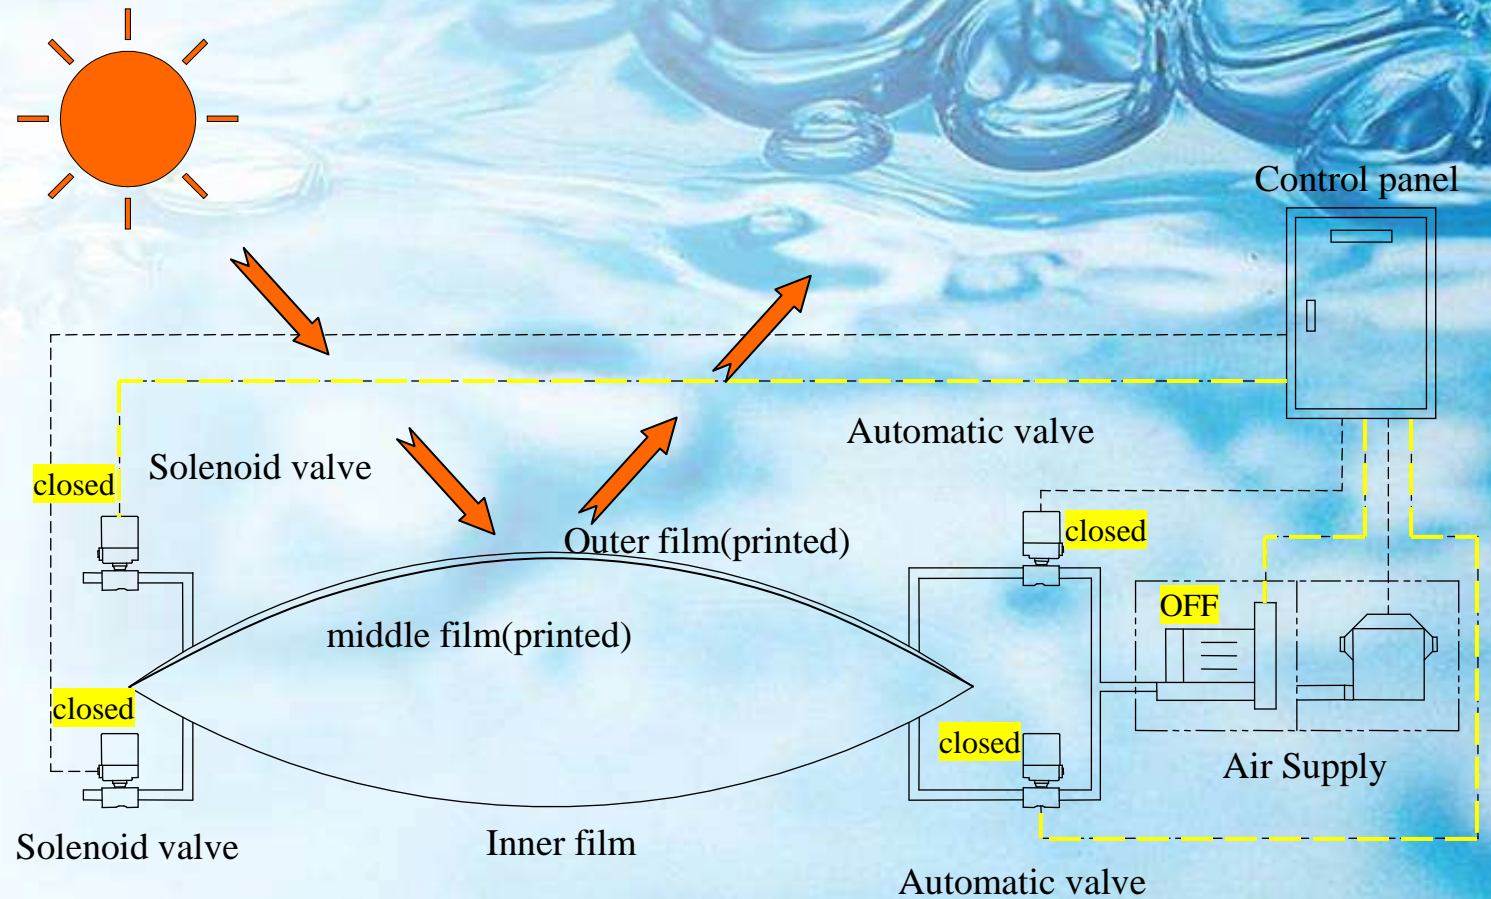 Control panel
Automatic valve
Solenoid valve
closed
closed
Outer film(printed)
OFF
middle film(printed)
closed
closed
Air Supply
Inner film
Solenoid valve
Automatic valve